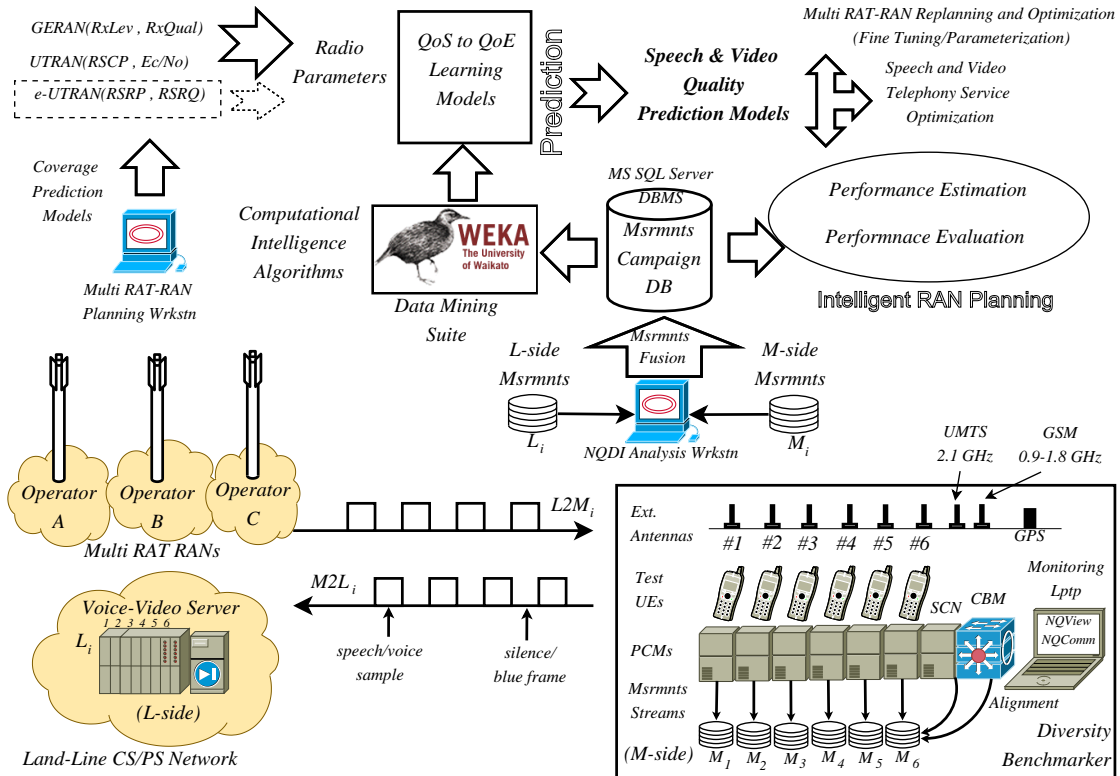 GERAN(RxLev , RxQual)
UTRAN(RSCP , Ec/No)
e-UTRAN(RSRP , RSRQ)
Radio
Parameters
QoS to QoE
Learning
Models
Prediction
Speech & Video
Quality
Prediction Models
Multi RAT-RAN Replanning and Optimization
(Fine Tuning/Parameterization)
Speech and Video
Telephony Service
Optimization
Coverage
Prediction
Models
Multi RAT-RAN
Planning Wrkstn
Computational
Intelligence
Algorithms
WEKA
The University
of Waikato
Data Mining
Suite
MS SQL Server
DBMS
Msrmnts
Campaign
DB
Performance Estimation
Performnace Evaluation
Intelligent RAN Planning
Msrmnts
Fusion
L-side
Msrmnts
L_i
M-side
Msrmnts
M_i
NQDI Analysis Wrkstn
Operator
A
Operator
B
Operator
C
Multi RAT RANs
L2M_i
M2L_i
speech/voice
sample
silence/
blue frame
Voice-Video Server
1 2 3 4 5 6
L_i
(L-side)
Land-Line CS/PS Network
UMTS
2.1 GHz
GSM
0.9-1.8 GHz
Ext.
Antennas
#1 #2 #3 #4 #5 #6
GPS
Test
UEs
SCN
CBM
Monitoring
Lptp
NQView
NQComm
PCMs
Msrmnts
Streams
Alignment
(M-side)
M_1 M_2 M_3 M_4 M_5 M_6
Diversity
Benchmarker